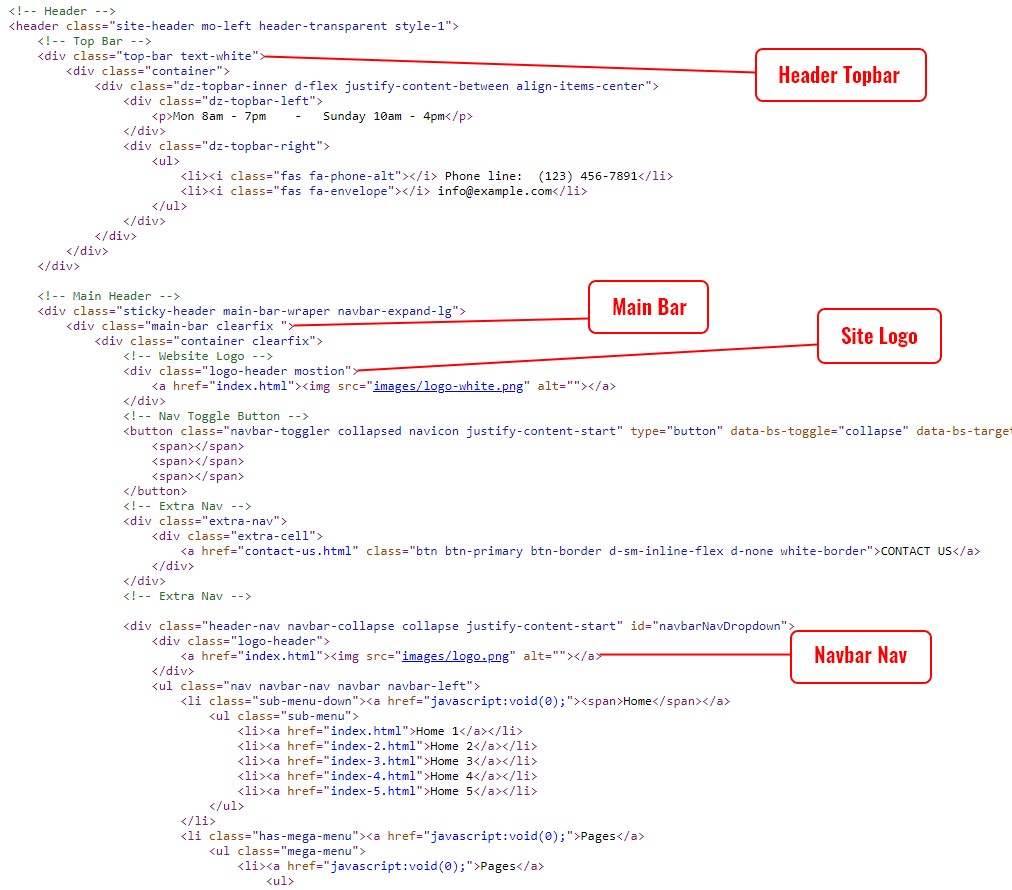 <!-- Header -->
<header class="site-header mo-left header-transparent style-1">
<!-- Top Bar -->
<div class="top-bar text-white">
Header Topbar
<div class="container">
<div class="dz-topbar-inner d-flex justify-content-between align-items-center">
<div class="dz-topbar-left">
<p>Mon 8am - 7pm    -   Sunday 10am - 4pm</p>
</div>
<div class="dz-topbar-right">
<ul>
<li><i class="fas fa-phone-alt"></i> Phone line:  (123) 456-7891</li>
<li><i class="fas fa-envelope"></i> info@example.com</li>
</ul>
</div>
</div>
</div>
</div>
<!-- Main Header -->
<div class="sticky-header main-bar-wraper navbar-expand-lg">
Main Bar
<div class="main-bar clearfix ">
<div class="container clearfix">
Site Logo
<!-- Website Logo -->
<div class="logo-header mostion">
<a href="index.html"><img src="images/logo-white.png" alt=""></a>
</div>
<!-- Nav Toggle Button -->
<button class="navbar-toggler collapsed navicon justify-content-start" type="button" data-bs-toggle="collapse" data-bs-target
<span></span>
<span></span>
<span></span>
</button>
<!-- Extra Nav -->
<div class="extra-nav">
<div class="extra-cell">
<a href="contact-us.html" class="btn btn-primary btn-border d-sm-inline-flex d-none white-border">CONTACT US</a>
</div>
</div>
<!-- Extra Nav -->
<div class="header-nav navbar-collapse collapse justify-content-start" id="navbarNavDropdown">
<div class="logo-header">
<a href="index.html"><img src="images/logo.png" alt=""></a>
Navbar Nav
</div>
<ul class="nav navbar-nav navbar navbar-left">
<li class="sub-menu-down"><a href="javascript:void(0);"><span>Home</span></a>
<ul class="sub-menu">
<li><a href="index.html">Home 1</a></li>
<li><a href="index-2.html">Home 2</a></li>
<li><a href="index-3.html">Home 3</a></li>
<li><a href="index-4.html">Home 4</a></li>
<li><a href="index-5.html">Home 5</a></li>
</ul>
</li>
<li class="has-mega-menu"><a href="javascript:void(0);">Pages</a>
<ul class="mega-menu">
<li><a href="javascript:void(0);">Pages</a>
<ul>